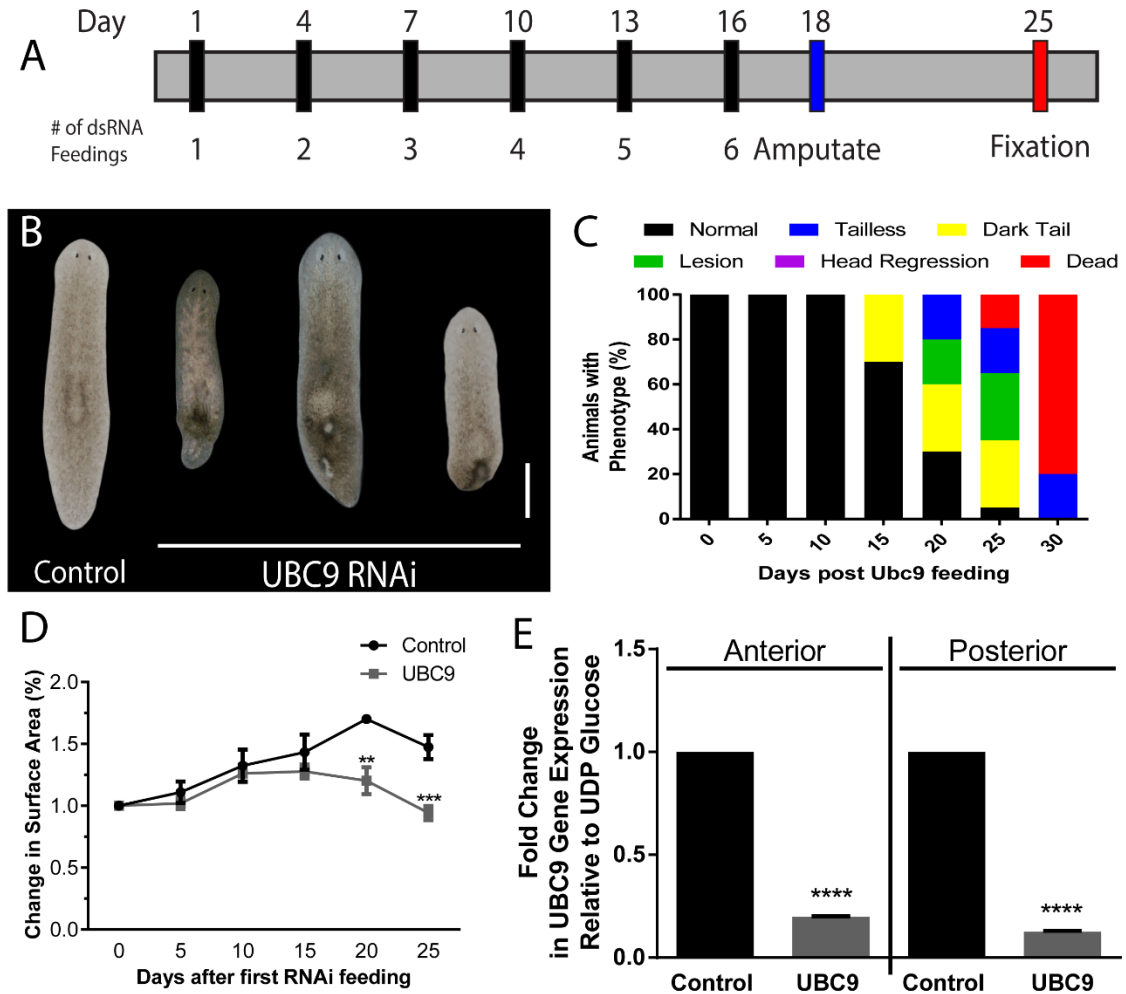 Day 1 4 7 10 13 16 18 25
A
# of dsRNA
Feedings
1 2 3 4 5 6 Amputate Fixation
B
Control
UBC9 RNAi
C
Normal Tailless Dark Tail
Lesion Head Regression Dead
Animals with
Phenotype (%)
100
80
60
40
20
0
0 5 10 15 20 25 30
Days post Ubc9 feeding
D
Control
UBC9
Change in Surface Area (%)
2.0
1.5
1.0
0.5
0.0
**
***
0 5 10 15 20 25
Days after first RNAi feeding
E
Fold Change
in UBC9 Gene Expression
Relative to UDP Glucose
1.5
1.0
0.5
0.0
Anterior Posterior
**** ****
Control UBC9 Control UBC9